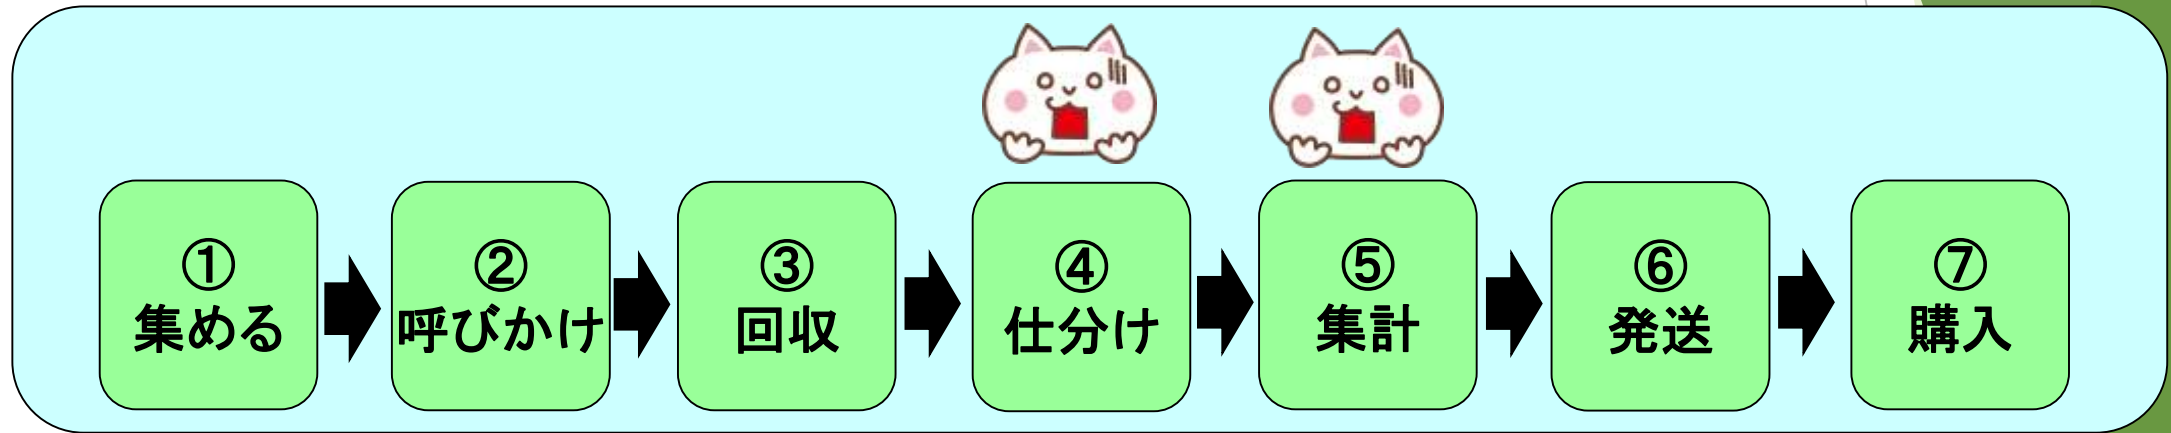 ①
集める
②
呼びかけ
③
回収
④
仕分け
⑤
集計
⑥
発送
⑦
購入